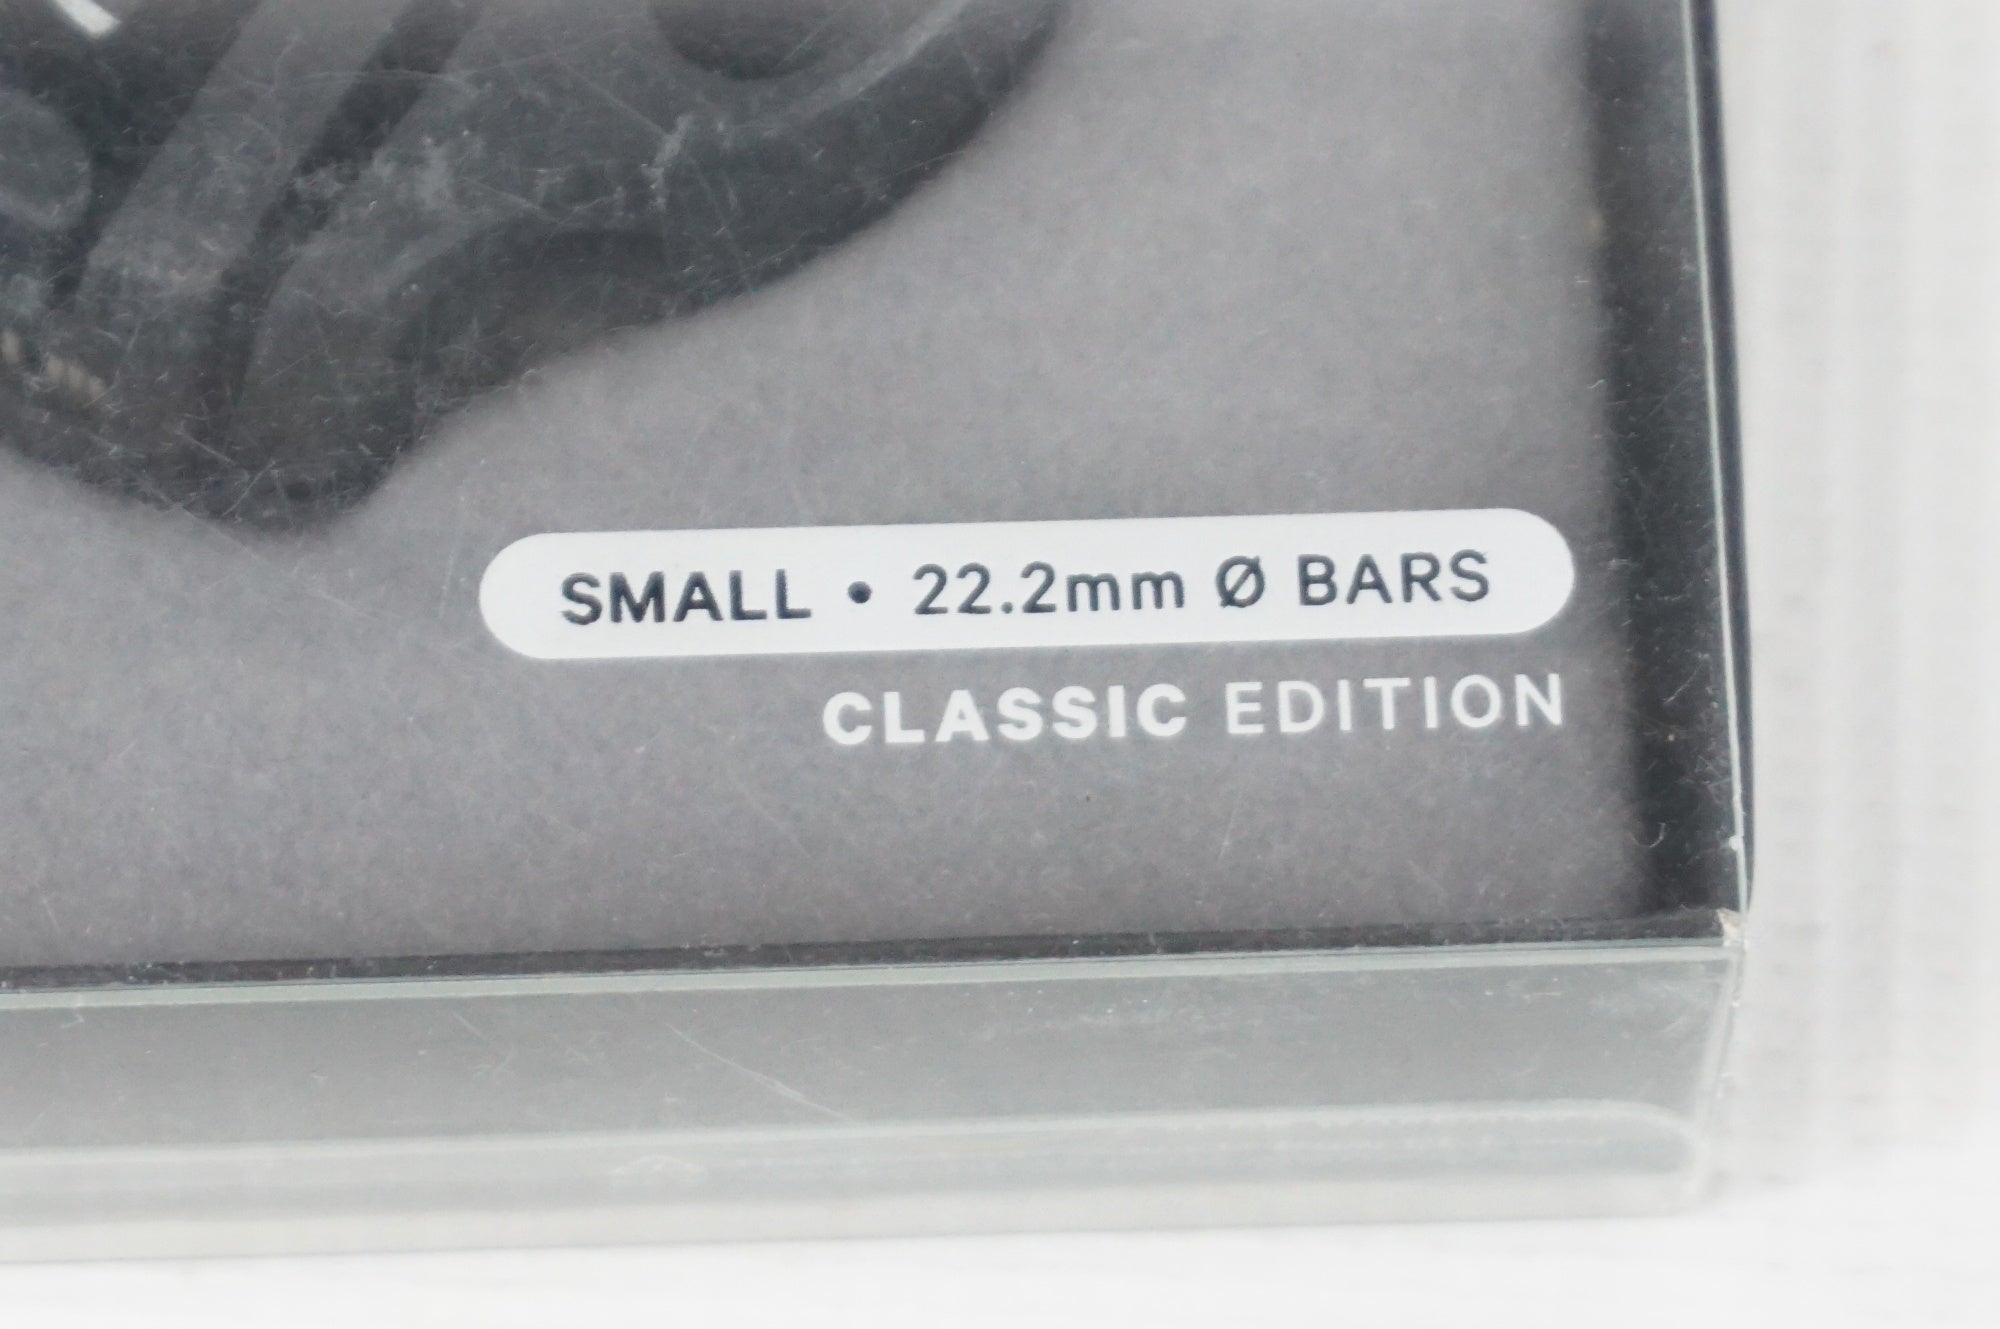 SMALL • 22.2mm Ø BARS
CLASSIC EDITION